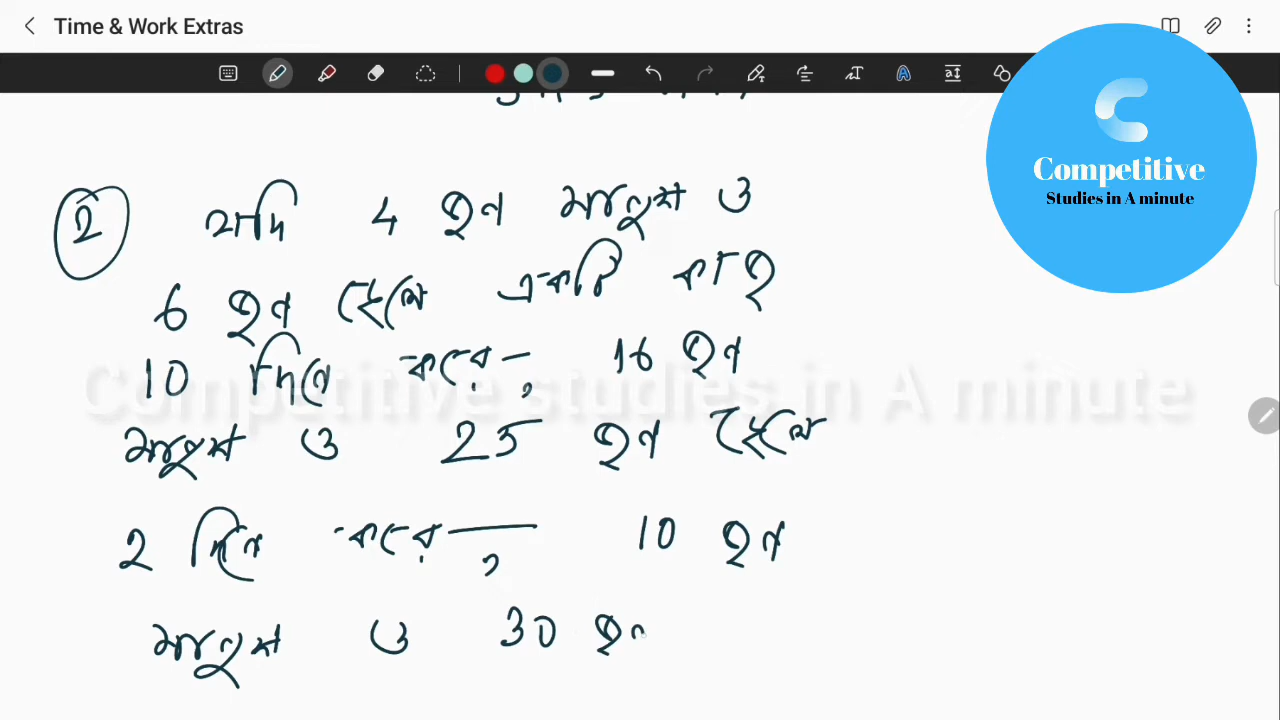 Time & Work Extras
Competitive
Studies in A minute
2 যদি 4 জন মানুষ ও
6 জন ছেলে একটি কাজ
10 দিনে করে, 16 জন
Competitive studies in A minute
মানুষ ও 25 জন ছেলে
2 দিনে করে, 10 জন
মানুষ ও 30 জন